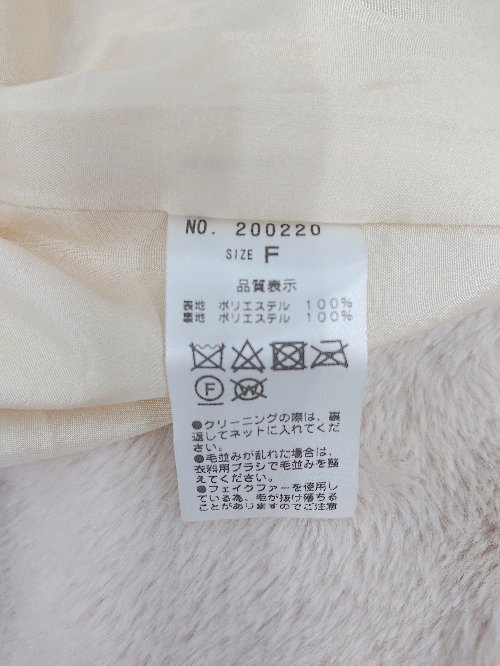 NO. 200220
SIZE F
品質表示
表地 ポリエステル 100%
裏地 ポリエステル 100%
F W
●クリーニングの際は、裏
返してネットに入れてくだ
さい。
●毛並みが乱れた場合は、
衣料用ブラシで毛並みを整
えてください。
●フェイクファーを使用し
ている為、毛が抜け落ちる
ことがありますのでご注意